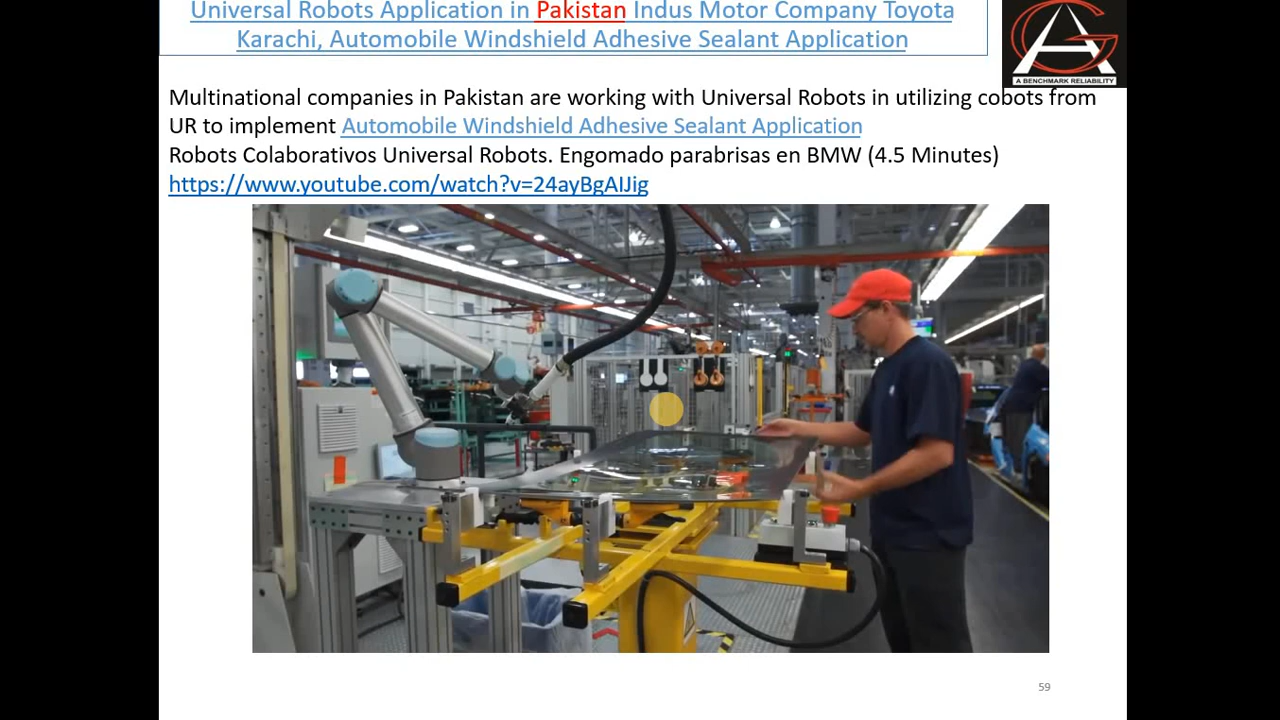 Universal Robots Application in Pakistan Indus Motor Company Toyota
Karachi, Automobile Windshield Adhesive Sealant Application
A BENCHMARK RELIABILITY
Multinational companies in Pakistan are working with Universal Robots in utilizing cobots from
UR to implement Automobile Windshield Adhesive Sealant Application
Robots Colaborativos Universal Robots. Engomado parabrisas en BMW (4.5 Minutes)
https://www.youtube.com/watch?v=24ayBgAIJig
59